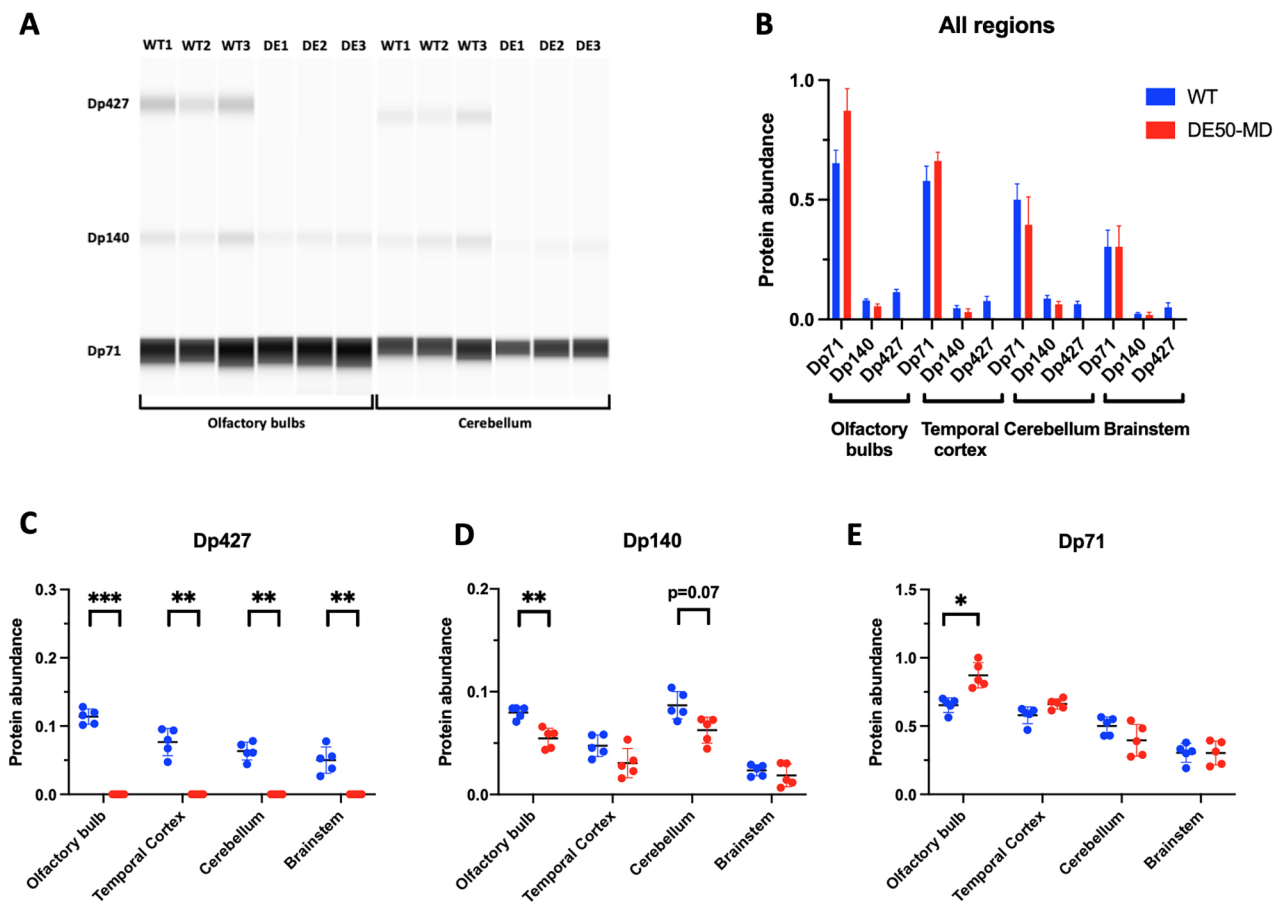 A
WT1 WT2 WT3 DE1 DE2 DE3 WT1 WT2 WT3 DE1 DE2 DE3
Dp427
Dp140
Dp71
Olfactory bulbs Cerebellum
B
All regions
WT
DE50-MD
Protein abundance
1.0
0.5
0.0
Dp71 Dp140 Dp427 Dp71 Dp140 Dp427 Dp71 Dp140 Dp427 Dp71 Dp140 Dp427
Olfactory Temporal Cerebellum Brainstem
bulbs cortex
C
Dp427
Protein abundance
0.3
0.2
0.1
0.0
*** ** ** **
Olfactory bulb Temporal Cortex Cerebellum Brainstem
D
Dp140
Protein abundance
0.2
0.1
0.0
** p=0.07
Olfactory bulb Temporal Cortex Cerebellum Brainstem
E
Dp71
Protein abundance
1.5
1.0
0.5
0.0
*
Olfactory bulb Temporal Cortex Cerebellum Brainstem